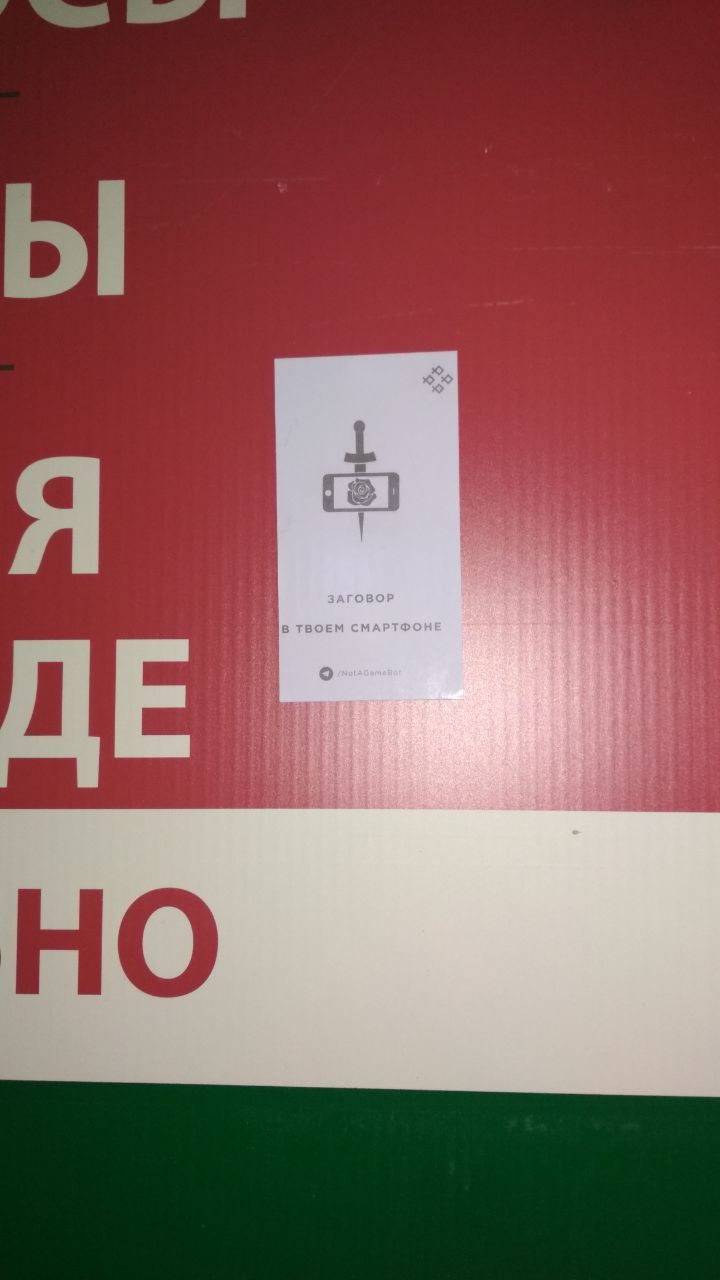 Ы
Я
ДЕ
ЗАГОВОР
В ТВОЕМ СМАРТФОНЕ
/NotAGameBot
НО